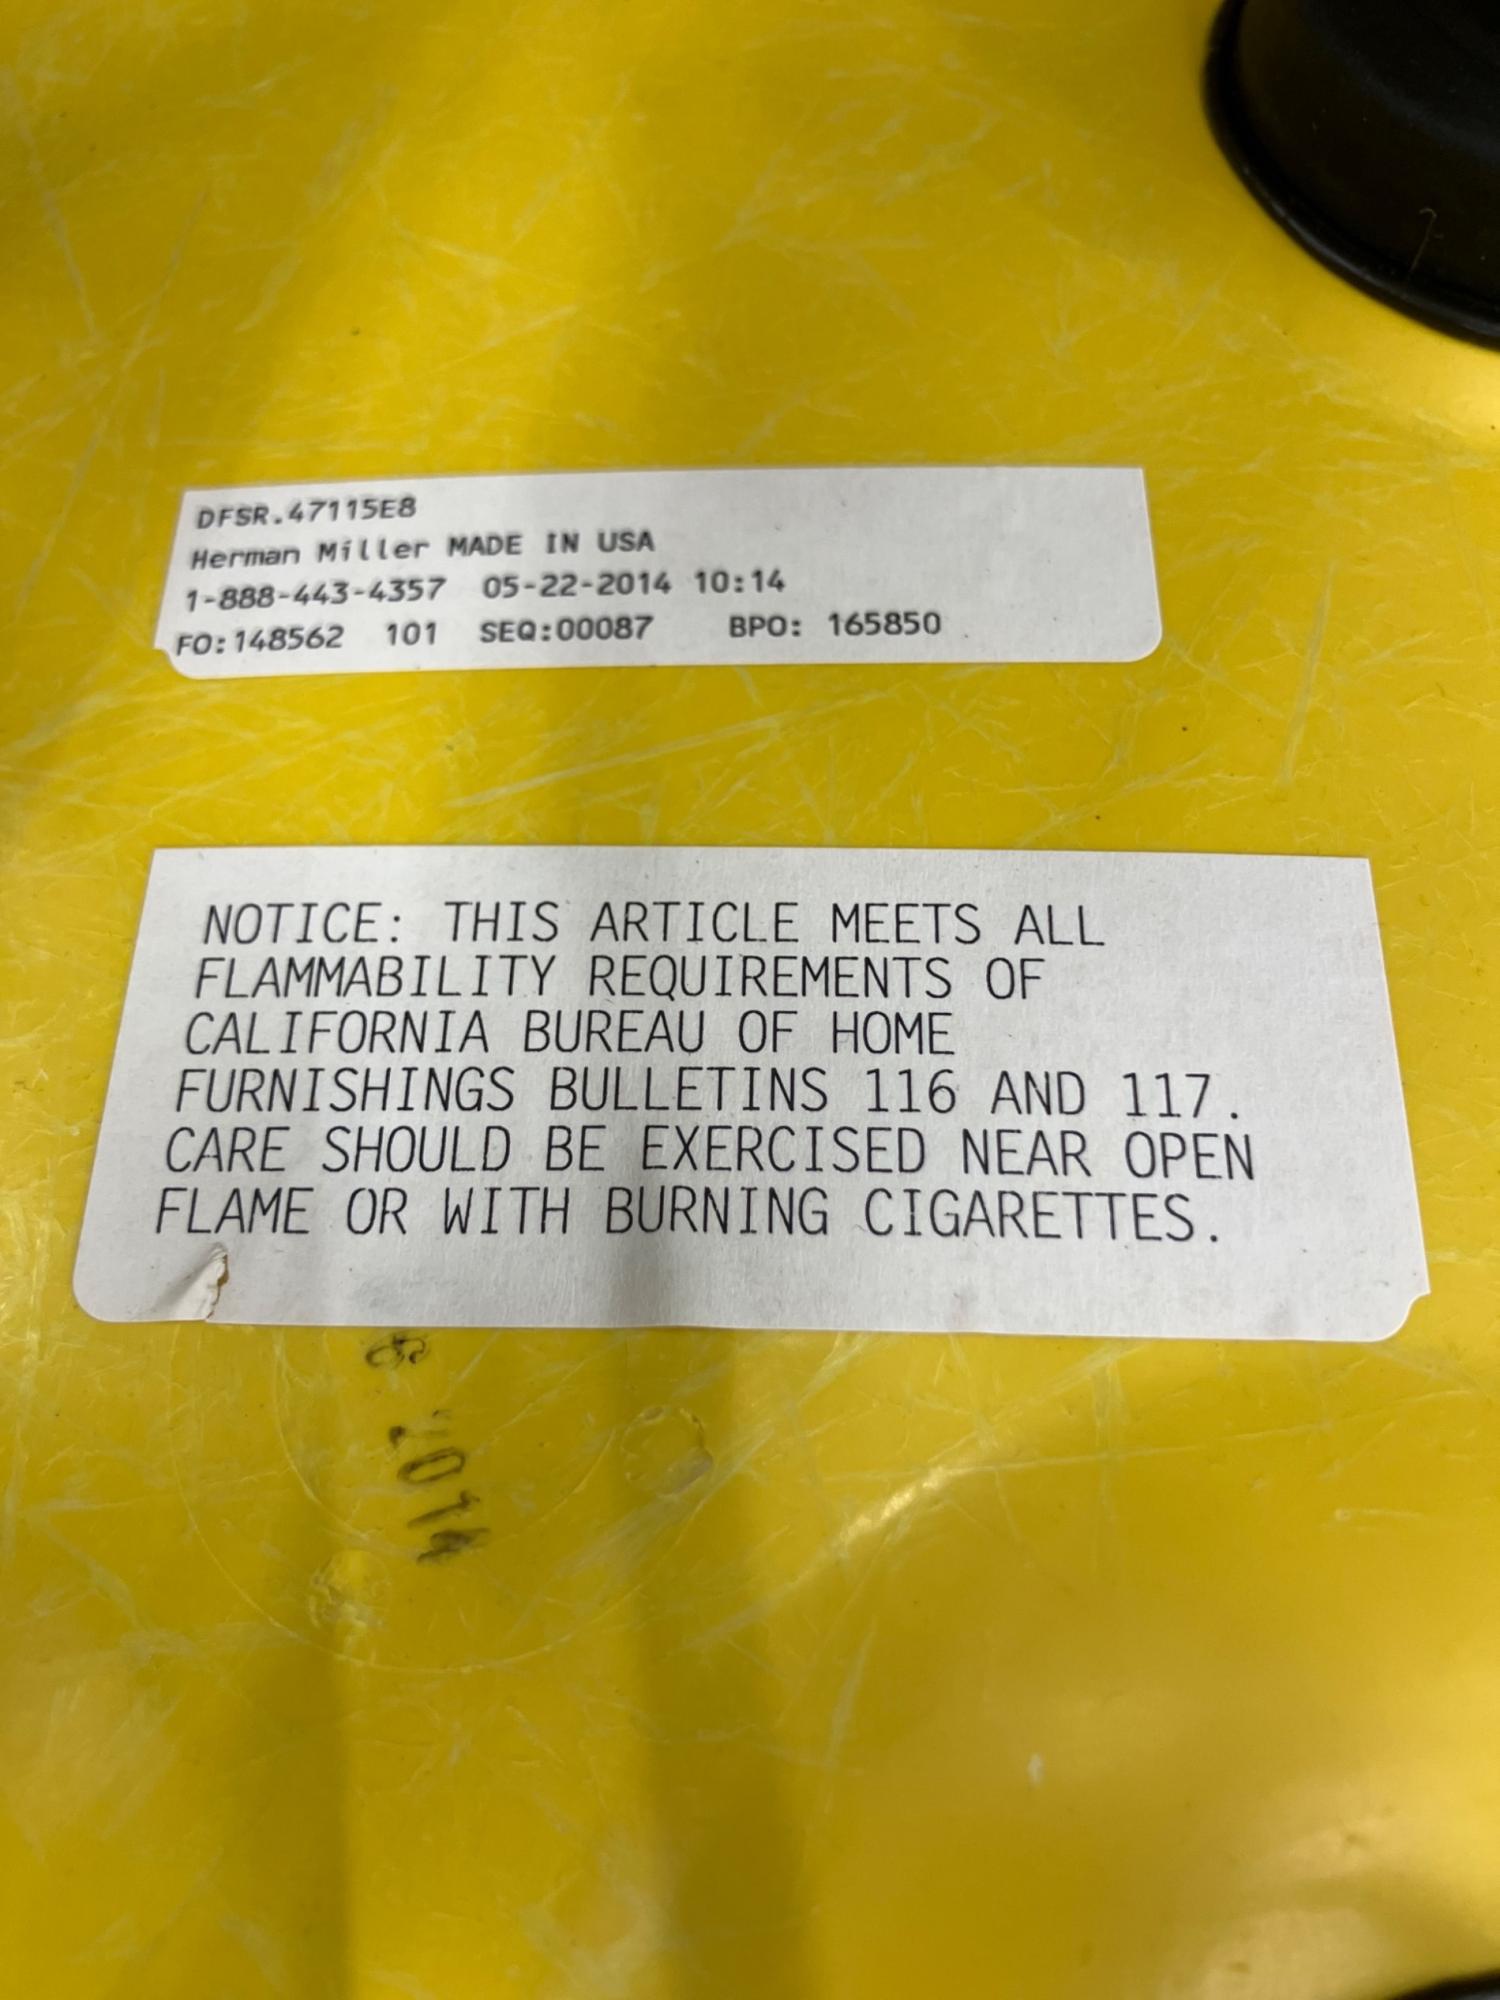 DFSR.47115E8
Herman Miller MADE IN USA
1-888-443-4357 05-22-2014 10:14
FO:148562 101 SEQ:00087 BPO: 165850
NOTICE: THIS ARTICLE MEETS ALL
FLAMMABILITY REQUIREMENTS OF
CALIFORNIA BUREAU OF HOME
FURNISHINGS BULLETINS 116 AND 117.
CARE SHOULD BE EXERCISED NEAR OPEN
FLAME OR WITH BURNING CIGARETTES.
2014